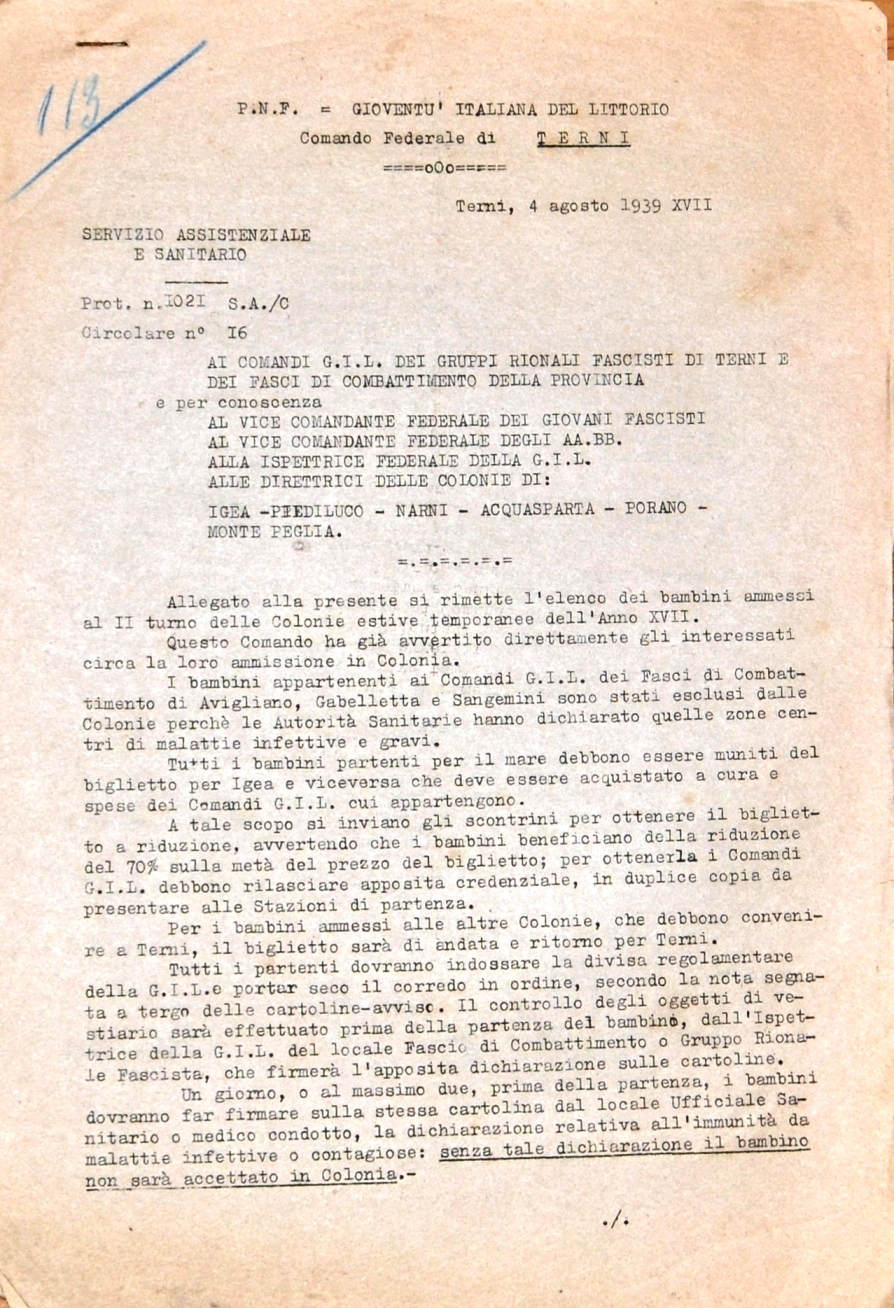 113
P.N.F. = GIOVENTU' ITALIANA DEL LITTORIO
Comando Federale di TERNI
====oOo=====
Terni, 4 agosto 1939 XVII
SERVIZIO ASSISTENZIALE
E SANITARIO
Prot. n.IO2I S.A./C
Circolare n° I6
AI COMANDI G.I.L. DEI GRUPPI RIONALI FASCISTI DI TERNI E
DEI FASCI DI COMBATTIMENTO DELLA PROVINCIA
e per conoscenza
AL VICE COMANDANTE FEDERALE DEI GIOVANI FASCISTI
AL VICE COMANDANTE FEDERALE DEGLI AA.BB.
ALLA ISPETTRICE FEDERALE DELLA G.I.L.
ALLE DIRETTRICI DELLE COLONIE DI:
IGEA -PIEDILUCO - NARNI - ACQUASPARTA - PORANO -
MONTE PEGLIA.
=.=.=.=.=.=
Allegato alla presente si rimette l'elenco dei bambini ammessi
al II turno delle Colonie estive temporanee dell'Anno XVII.
Questo Comando ha già avvertito direttamente gli interessati
circa la loro ammissione in Colonia.
I bambini appartenenti ai Comandi G.I.L. dei Fasci di Combat-
timento di Avigliano, Gabelletta e Sangemini sono stati esclusi dalle
Colonie perchè le Autorità Sanitarie hanno dichiarato quelle zone cen-
tri di malattie infettive e gravi.
Tutti i bambini partenti per il mare debbono essere muniti del
biglietto per Igea e viceversa che deve essere acquistato a cura e
spese dei Comandi G.I.L. cui appartengono.
A tale scopo si inviano gli scontrini per ottenere il bigliet-
to a riduzione, avvertendo che i bambini beneficiano della riduzione
del 70% sulla metà del prezzo del biglietto; per ottenerla i Comandi
G.I.L. debbono rilasciare apposita credenziale, in duplice copia da
presentare alle Stazioni di partenza.
Per i bambini ammessi alle altre Colonie, che debbono conveni-
re a Terni, il biglietto sarà di andata e ritorno per Terni.
Tutti i partenti dovranno indossare la divisa regolamentare
della G.I.L.e portar seco il corredo in ordine, secondo la nota segna-
ta a tergo delle cartoline-avviso. Il controllo degli oggetti di ve-
stiario sarà effettuato prima della partenza del bambino, dall'Ispet-
trice della G.I.L. del locale Fascio di Combattimento o Gruppo Riona-
le Fascista, che firmerà l'apposita dichiarazione sulle cartoline.
Un giorno, o al massimo due, prima della partenza, i bambini
dovranno far firmare sulla stessa cartolina dal locale Ufficiale Sa-
nitario o medico condotto, la dichiarazione relativa all'immunità da
malattie infettive o contagiose: senza tale dichiarazione il bambino
non sarà accettato in Colonia.-
./.